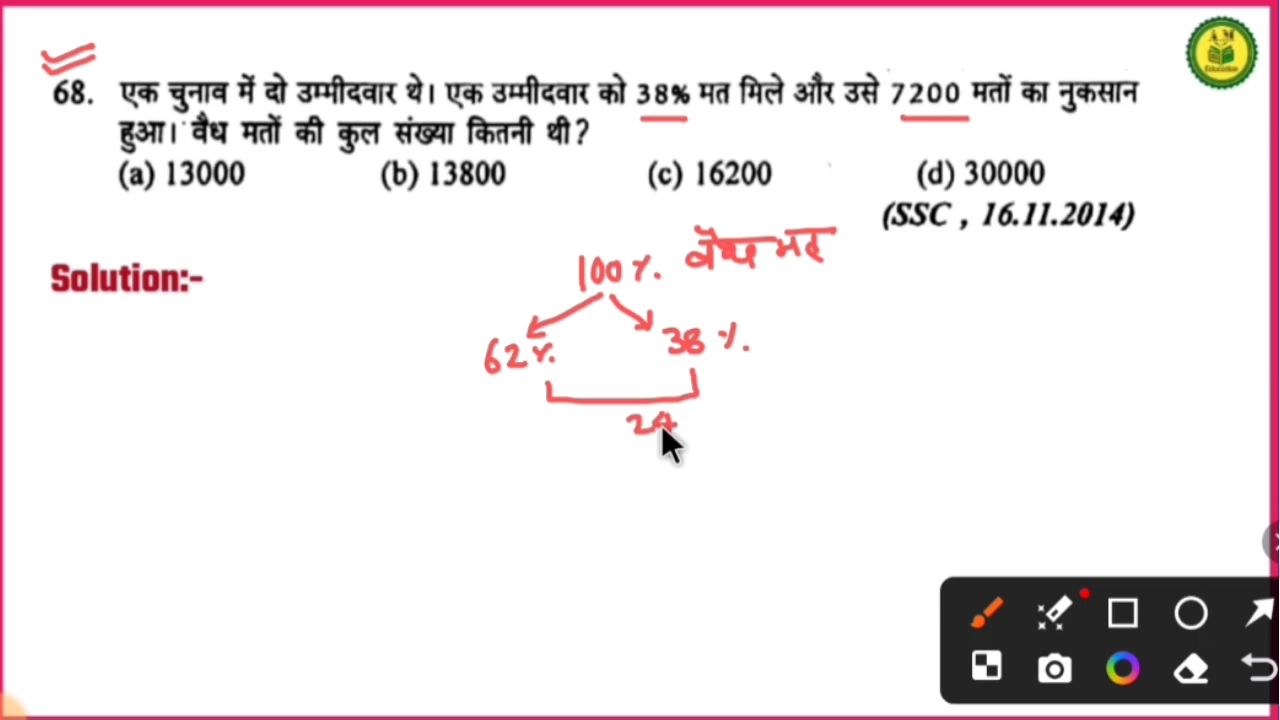 68. एक चुनाव में दो उम्मीदवार थे। एक उम्मीदवार को 38% मत मिले और उसे 7200 मतों का नुकसान
हुआ। वैध मतों की कुल संख्या कितनी थी?
(a) 13000 (b) 13800 (c) 16200 (d) 30000
(SSC , 16.11.2014)
Solution:-
100 %. वैध मत
62 %. 38 %.
24